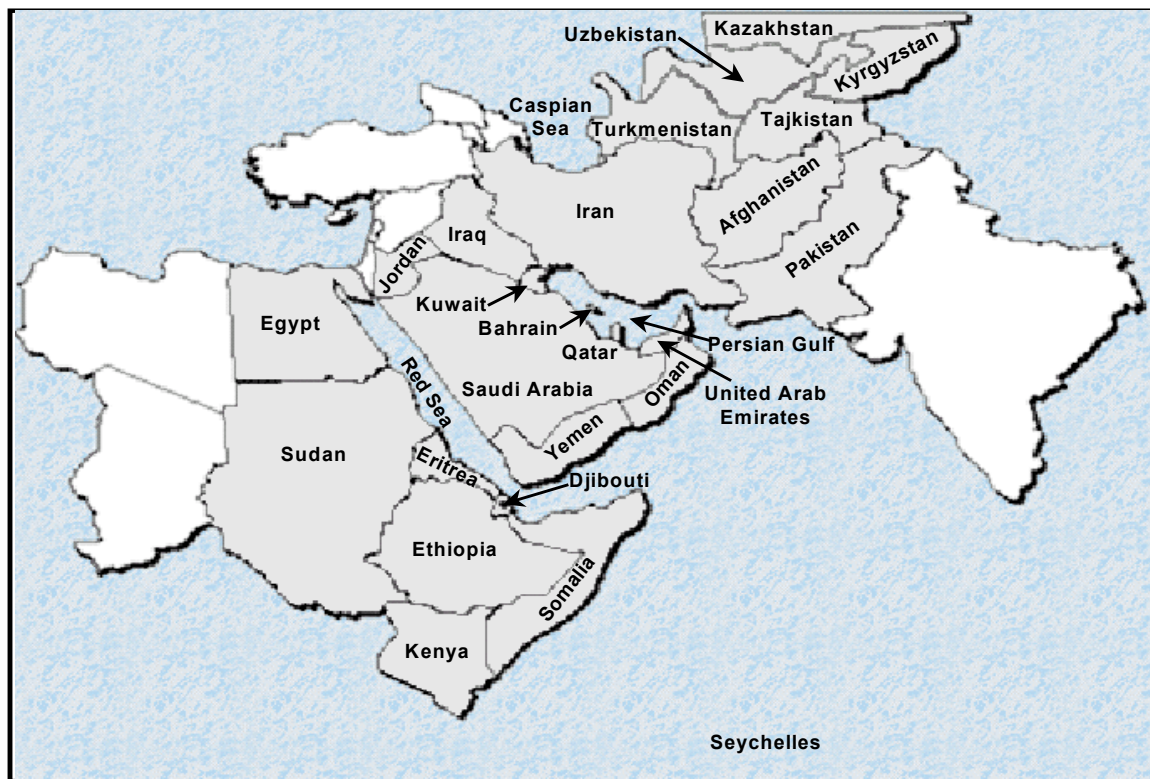 Kazakhstan
Uzbekistan
Kyrgyzstan
Caspian
Sea
Turkmenistan
Tajkistan
Afghanistan
Iran
Pakistan
Iraq
Jordan
Kuwait
Egypt
Bahrain
Persian Gulf
Qatar
Red Sea
Saudi Arabia
Oman
United Arab
Emirates
Yemen
Sudan
Eritrea
Djibouti
Ethiopia
Somalia
Kenya
Seychelles